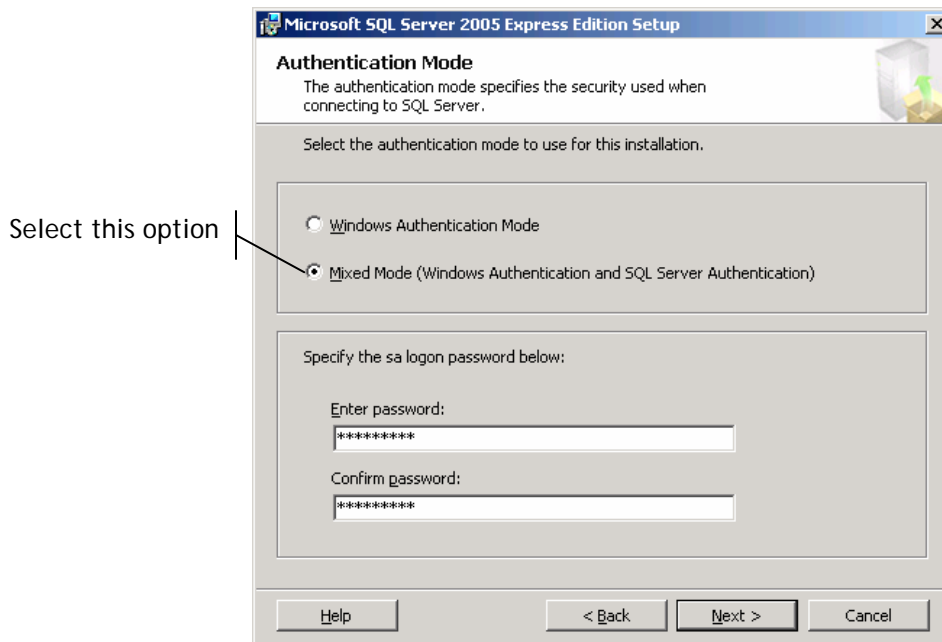 Microsoft SQL Server 2005 Express Edition Setup
Authentication Mode
The authentication mode specifies the security used when
connecting to SQL Server.
Select the authentication mode to use for this installation.
Select this option
Windows Authentication Mode
Mixed Mode (Windows Authentication and SQL Server Authentication)
Specify the sa logon password below:
Enter password:
*********
Confirm password:
*********
Help
< Back
Next >
Cancel